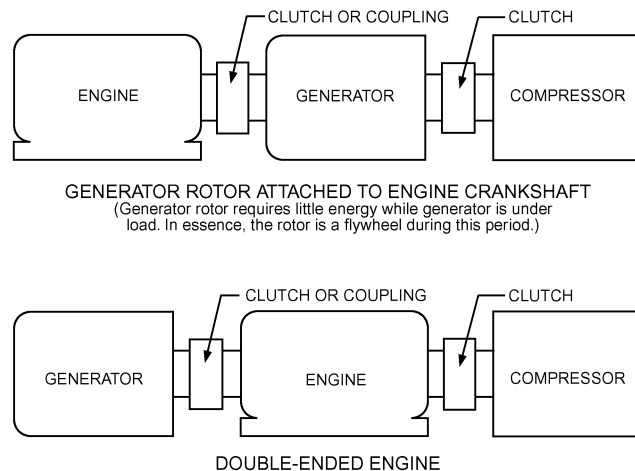 CLUTCH OR COUPLING
CLUTCH
ENGINE
GENERATOR
COMPRESSOR
GENERATOR ROTOR ATTACHED TO ENGINE CRANKSHAFT
(Generator rotor requires little energy while generator is under
load. In essence, the rotor is a flywheel during this period.)
CLUTCH OR COUPLING
CLUTCH
GENERATOR
ENGINE
COMPRESSOR
DOUBLE-ENDED ENGINE